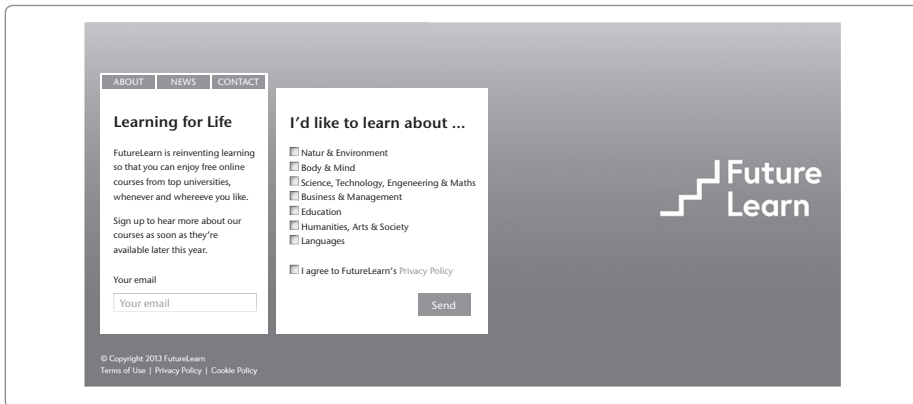 ABOUT NEWS CONTACT
Learning for Life
FutureLearn is reinventing learning
so that you can enjoy free online
courses from top universities,
whenever and whereeve you like.
Sign up to hear more about our
courses as soon as they're
available later this year.
Your email
Your email
I'd like to learn about ...
Natur & Environment
Body & Mind
Science, Technology, Engeneering & Maths
Business & Management
Education
Humanities, Arts & Society
Languages
I agree to FutureLearn's Privacy Policy
Send
Future
Learn
© Copyright 2013 FutureLearn
Terms of Use | Privacy Policy | Cookie Policy